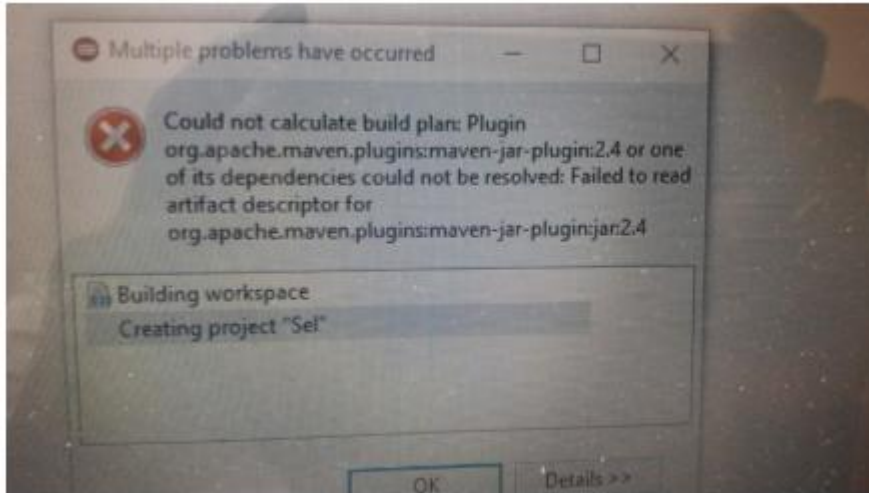 Multiple problems have occurred
Could not calculate build plan: Plugin
org.apache.maven.plugins:maven-jar-plugin:2.4 or one
of its dependencies could not be resolved: Failed to read
artifact descriptor for
org.apache.maven.plugins:maven-jar-plugin:jar:2.4
Building workspace
Creating project "Sel"
OK
Details >>